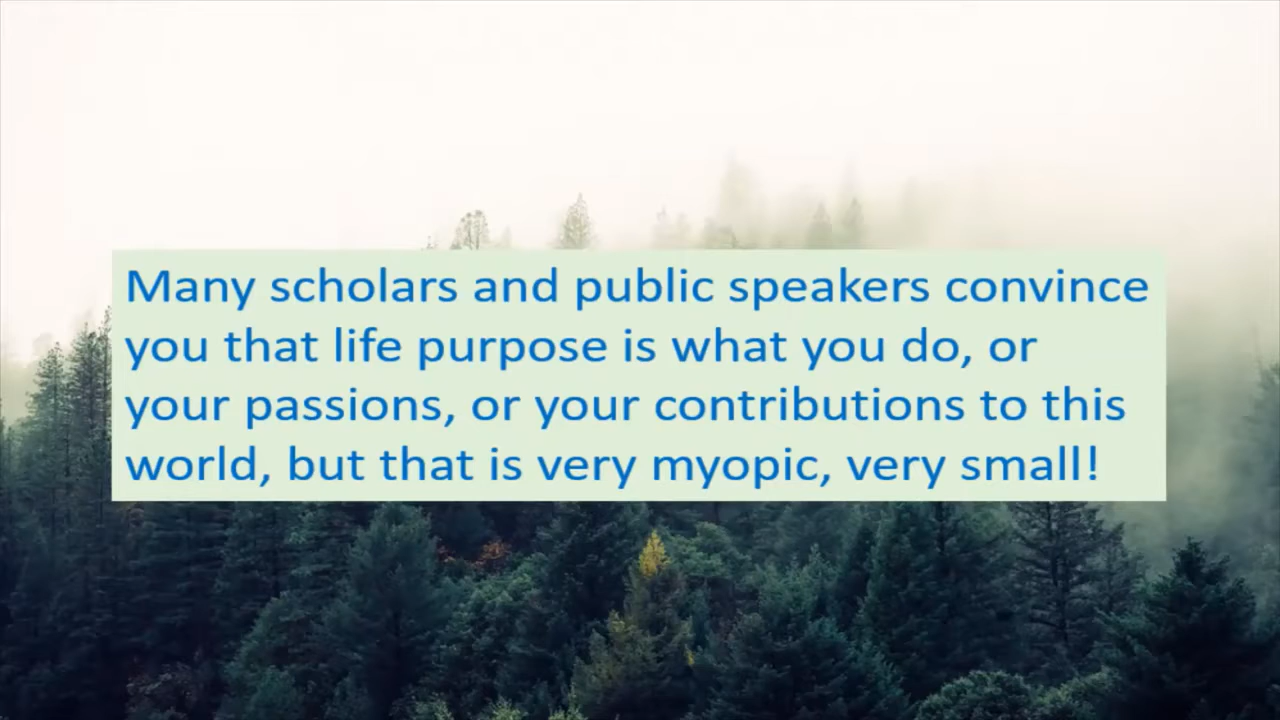 Many scholars and public speakers convince
you that life purpose is what you do, or
your passions, or your contributions to this
world, but that is very myopic, very small!